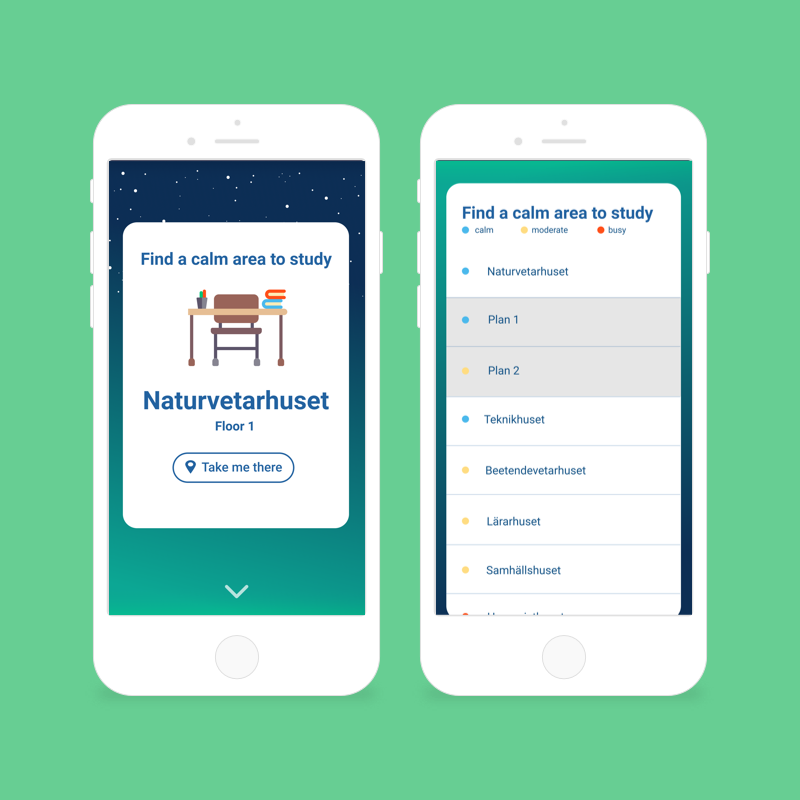 Find a calm area to study
Naturvetarhuset
Floor 1
Take me there
Find a calm area to study
calm moderate busy
Naturvetarhuset
Plan 1
Plan 2
Teknikhuset
Beetendevetarhuset
Lärarhuset
Samhällshuset